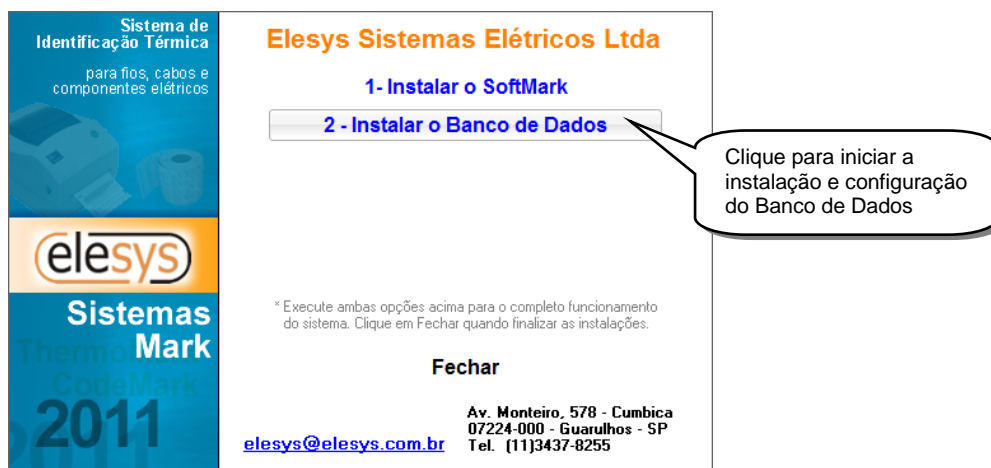 Sistema de
Identificação Térmica
para fios, cabos e
componentes elétricos
elesys
Sistemas
Mark
Thermo
CodeMark
2011
Elesys Sistemas Elétricos Ltda
1- Instalar o SoftMark
2 - Instalar o Banco de Dados
Clique para iniciar a
instalação e configuração
do Banco de Dados
* Execute ambas opções acima para o completo funcionamento
do sistema. Clique em Fechar quando finalizar as instalações.
Fechar
elesys@elesys.com.br
Av. Monteiro, 578 - Cumbica
07224-000 - Guarulhos - SP
Tel. (11)3437-8255